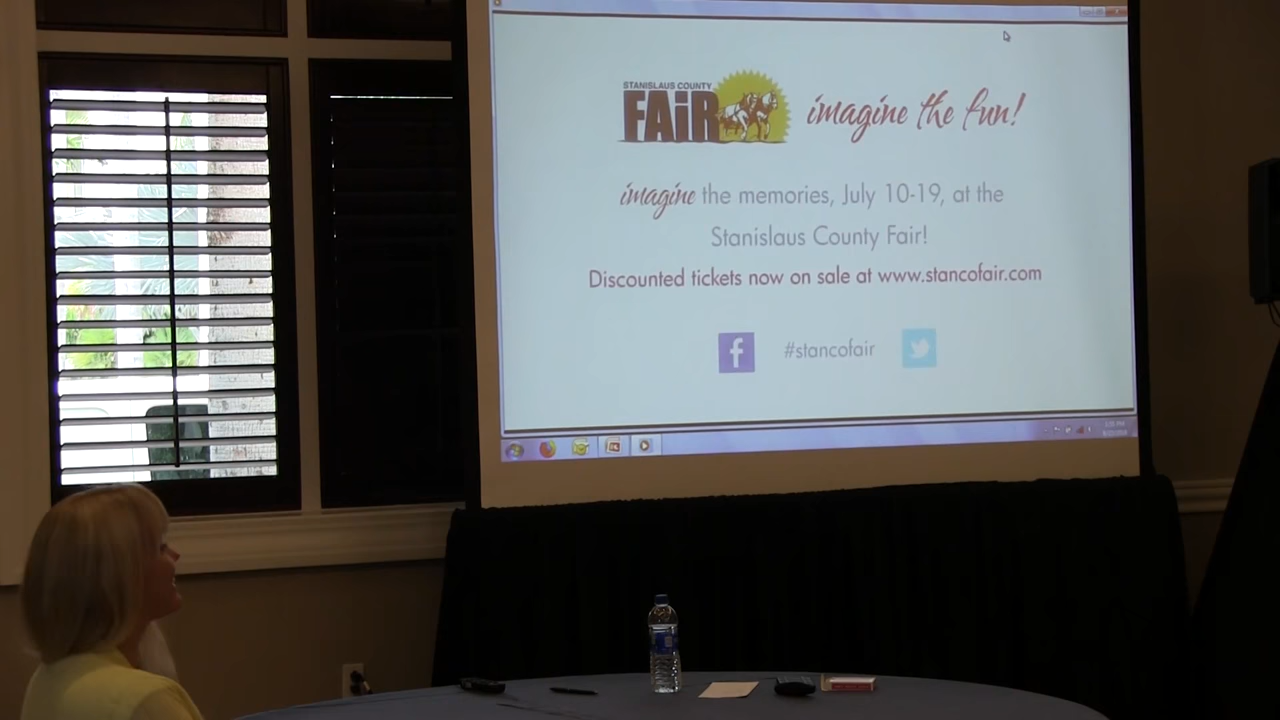 STANISLAUS COUNTY
FAiR
imagine the fun!
imagine the memories, July 10-19, at the
Stanislaus County Fair!
Discounted tickets now on sale at www.stancofair.com
f
#stancofair